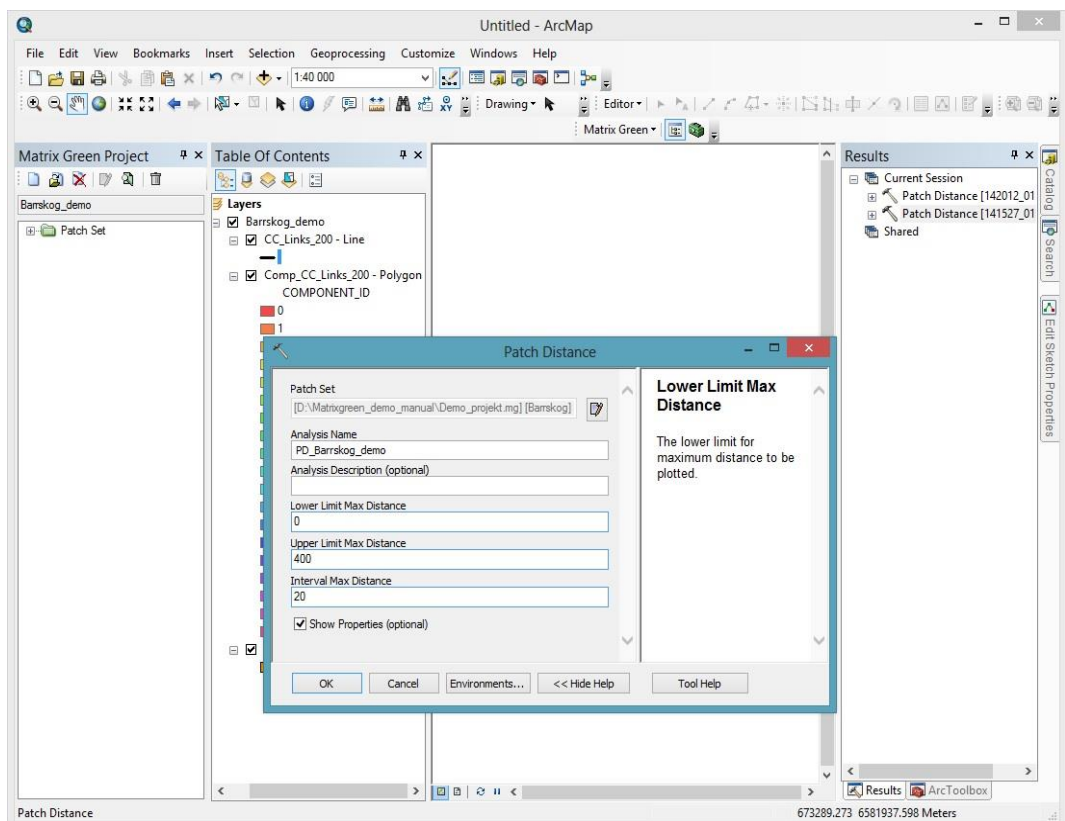 Untitled - ArcMap
File Edit View Bookmarks Insert Selection Geoprocessing Customize Windows Help
1:40 000
Drawing
Editor
Matrix Green
Matrix Green Project
Table Of Contents
Results
Barrskog_demo
Patch Set
Layers
Barrskog_demo
CC_Links_200 - Line
Comp_CC_Links_200 - Polygon
COMPONENT_ID
0
1
Current Session
Patch Distance [142012_01
Patch Distance [141527_01
Shared
Catalog
Search
Edit Sketch Properties
Patch Distance
Patch Set
[D:\Matrixgreen_demo_manual\Demo_projekt.mg] [Barrskog]
Analysis Name
PD_Barrskog_demo
Analysis Description (optional)
Lower Limit Max Distance
0
Upper Limit Max Distance
400
Interval Max Distance
20
Show Properties (optional)
Lower Limit Max
Distance
The lower limit for
maximum distance to be
plotted.
OK Cancel Environments... << Hide Help Tool Help
Results ArcToolbox
Patch Distance
673289.273 6581937.598 Meters